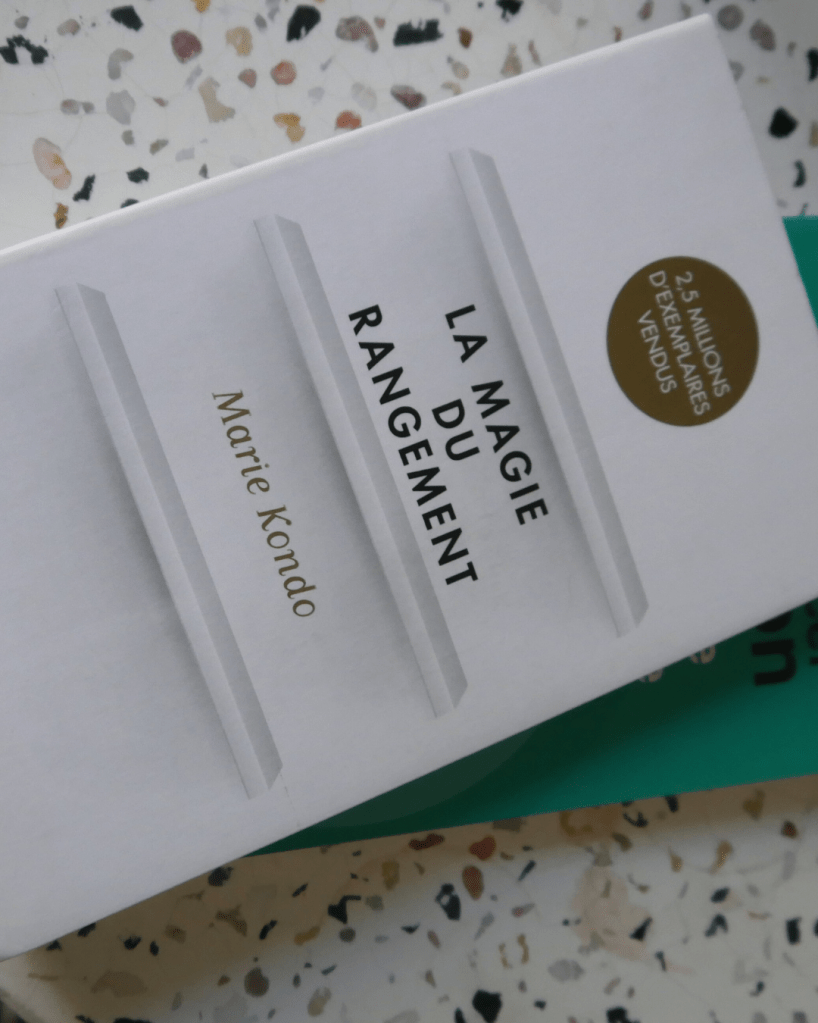 2,5 MILLIONS
D'EXEMPLAIRES
VENDUS
LA MAGIE
DU
RANGEMENT
Marie Kondo